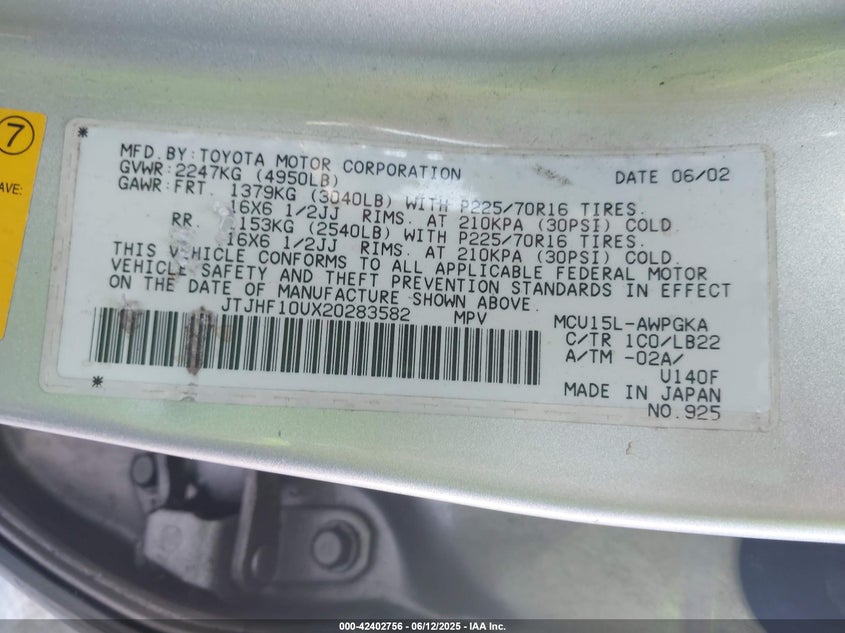 7
AVE:
*
MFD. BY: TOYOTA MOTOR CORPORATION DATE 06/02
GVWR: 2247KG (4950LB)
GAWR: FRT. 1379KG (3040LB) WITH P225/70R16 TIRES.
16X6 1/2JJ RIMS. AT 210KPA (30PSI) COLD
RR. 1153KG (2540LB) WITH P225/70R16 TIRES.
16X6 1/2JJ RIMS. AT 210KPA (30PSI) COLD.
THIS VEHICLE CONFORMS TO ALL APPLICABLE FEDERAL MOTOR
VEHICLE SAFETY AND THEFT PREVENTION STANDARDS IN EFFECT
ON THE DATE OF MANUFACTURE SHOWN ABOVE.
JTJHF10UX20283582 MPV MCU15L-AWPGKA
C/TR 1C0/LB22
A/TM -02A/
U140F
* MADE IN JAPAN
NO. 925
000-42402756 - 06/12/2025 - IAA Inc.